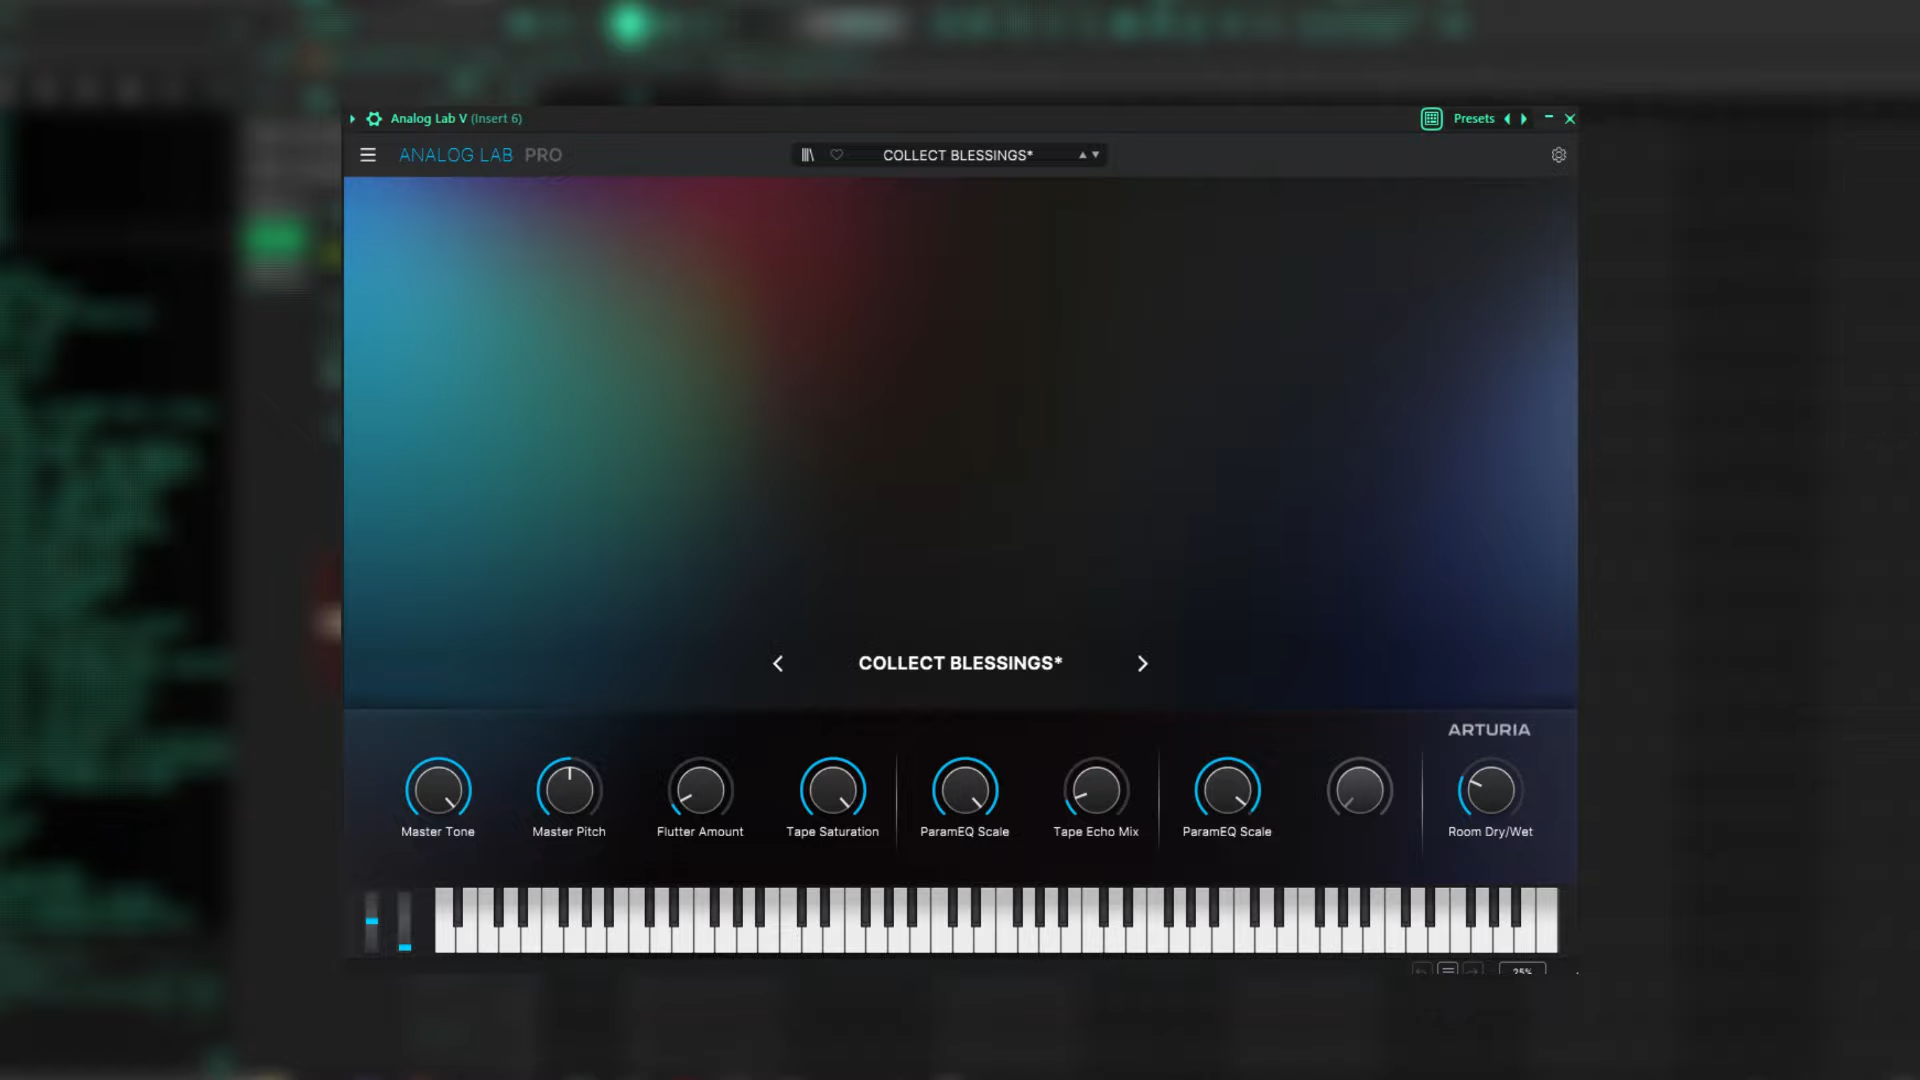 Analog Lab V (Insert 6)
Presets
ANALOG LAB PRO
COLLECT BLESSINGS*
COLLECT BLESSINGS*
ARTURIA
Master Tone
Master Pitch
Flutter Amount
Tape Saturation
ParamEQ Scale
Tape Echo Mix
ParamEQ Scale
Room Dry/Wet
25%